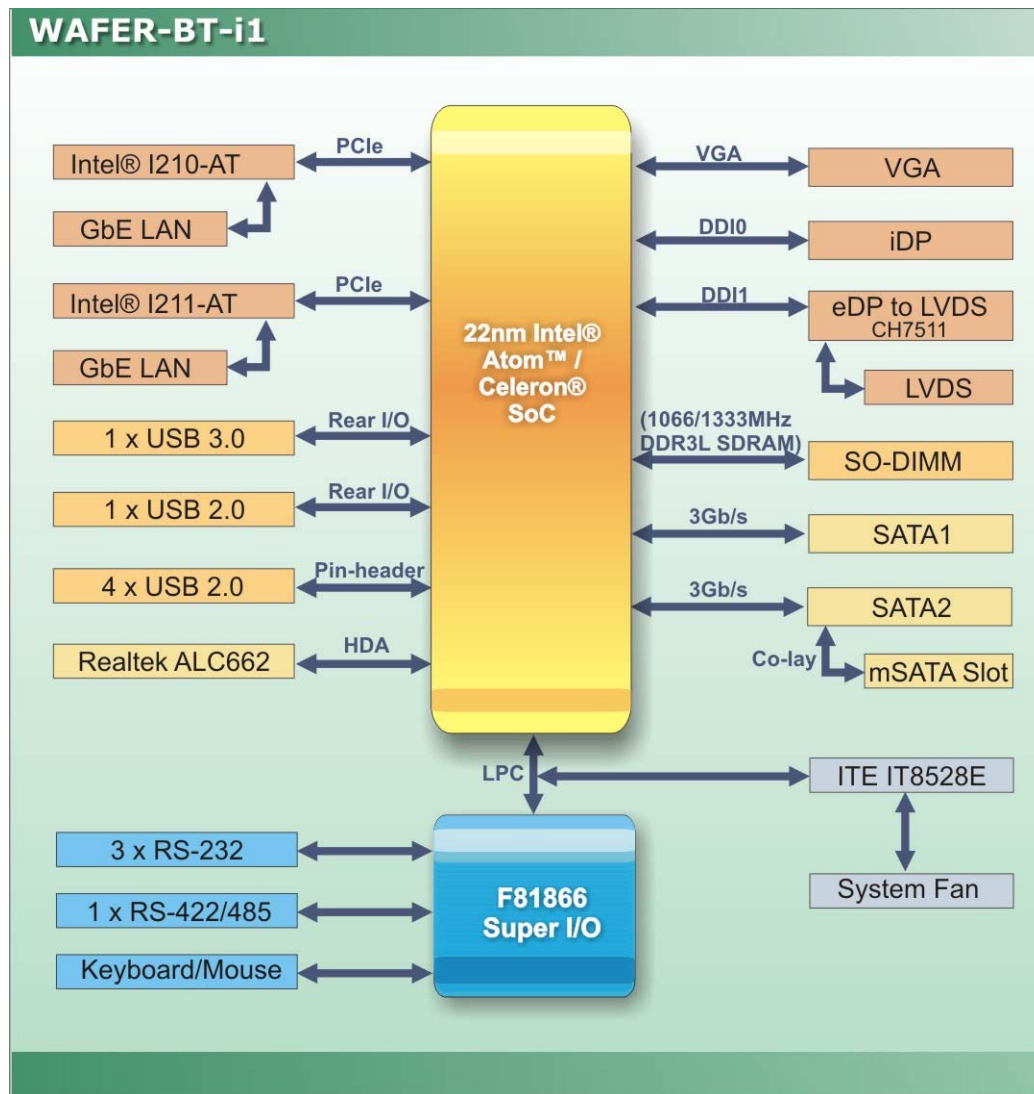 WAFER-BT-i1
Intel® I210-AT
PCIe
GbE LAN
Intel® I211-AT
PCIe
GbE LAN
1 x USB 3.0
Rear I/O
1 x USB 2.0
Rear I/O
4 x USB 2.0
Pin-header
Realtek ALC662
HDA
22nm Intel®
Atom™ /
Celeron®
SoC
VGA
VGA
DDI0
iDP
DDI1
eDP to LVDS
CH7511
LVDS
(1066/1333MHz
DDR3L SDRAM)
SO-DIMM
3Gb/s
SATA1
3Gb/s
SATA2
Co-lay
mSATA Slot
LPC
ITE IT8528E
System Fan
3 x RS-232
1 x RS-422/485
Keyboard/Mouse
F81866
Super I/O